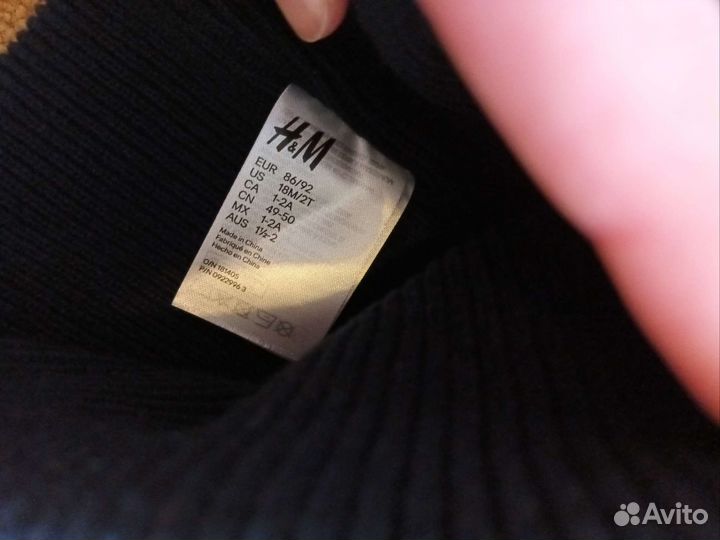 H&M
EUR 86/92
US 18M/2T
CA 1-2A
CN 49-50
MX 1-2A
AUS 1½-2
Made in China
Fabriqué en Chine
Hecho en China
O/N 181405
P/N 0922996 3
Avito